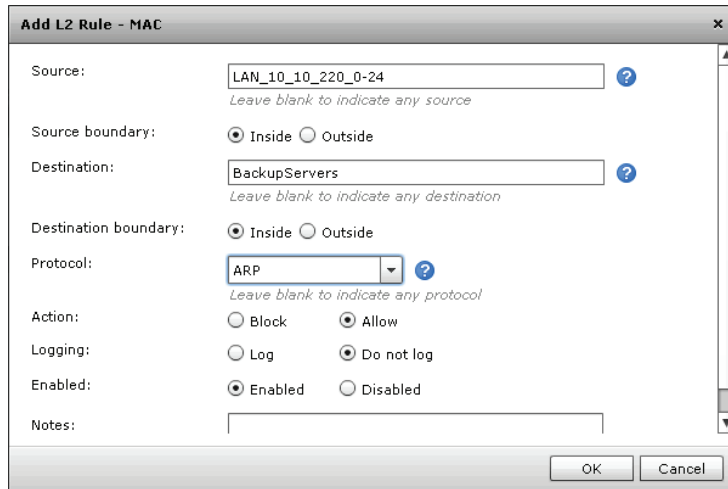 Add L2 Rule - MAC x
Source: LAN_10_10_220_0-24 ?
Leave blank to indicate any source
Source boundary: Inside Outside
Destination: BackupServers ?
Leave blank to indicate any destination
Destination boundary: Inside Outside
Protocol: ARP ?
Leave blank to indicate any protocol
Action: Block Allow
Logging: Log Do not log
Enabled: Enabled Disabled
Notes:
OK Cancel